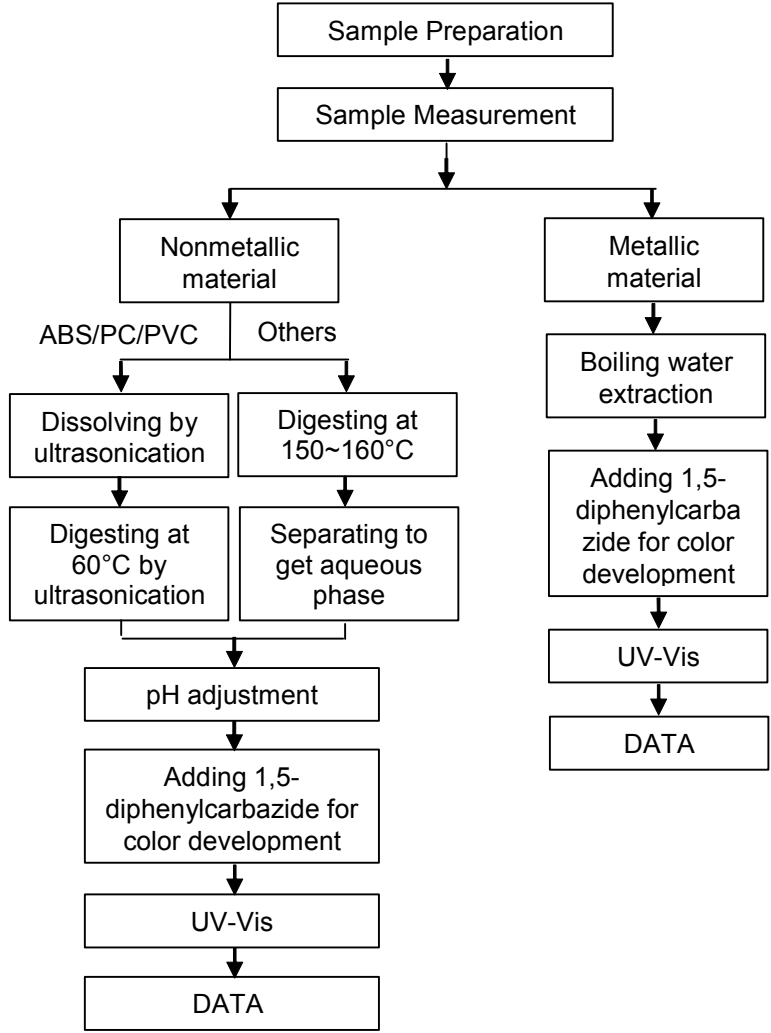 Sample Preparation
Sample Measurement
Nonmetallic
material
ABS/PC/PVC
Others
Dissolving by
ultrasonication
Digesting at
150~160°C
Digesting at
60°C by
ultrasonication
Separating to
get aqueous
phase
pH adjustment
Adding 1,5-
diphenylcarbazide for
color development
UV-Vis
DATA
Metallic
material
Boiling water
extraction
Adding 1,5-
diphenylcarba
zide for color
development
UV-Vis
DATA